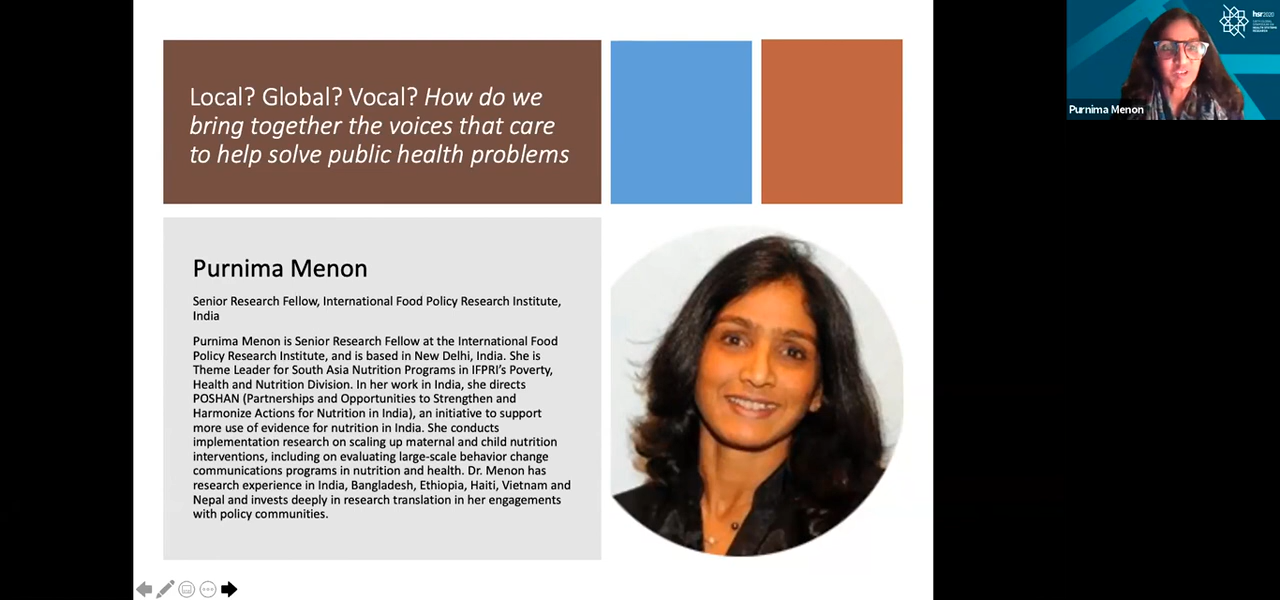 Local? Global? Vocal? How do we
bring together the voices that care
to help solve public health problems
Purnima Menon
Senior Research Fellow, International Food Policy Research Institute,
India
Purnima Menon is Senior Research Fellow at the International Food
Policy Research Institute, and is based in New Delhi, India. She is
Theme Leader for South Asia Nutrition Programs in IFPRI's Poverty,
Health and Nutrition Division. In her work in India, she directs
POSHAN (Partnerships and Opportunities to Strengthen and
Harmonize Actions for Nutrition in India), an initiative to support
more use of evidence for nutrition in India. She conducts
implementation research on scaling up maternal and child nutrition
interventions, including on evaluating large-scale behavior change
communications programs in nutrition and health. Dr. Menon has
research experience in India, Bangladesh, Ethiopia, Haiti, Vietnam and
Nepal and invests deeply in research translation in her engagements
with policy communities.
hsr2020
Purnima Menon